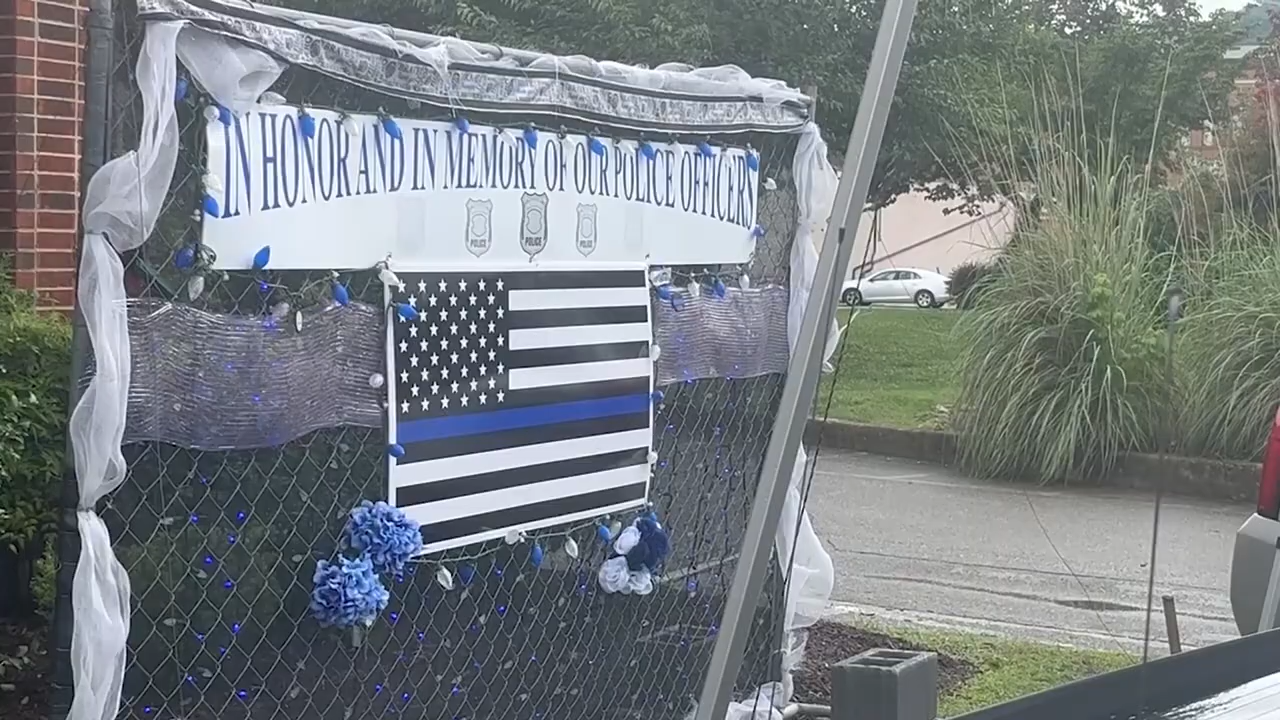 IN HONOR AND IN MEMORY OF OUR POLICE OFFICERS
POLICE POLICE POLICE